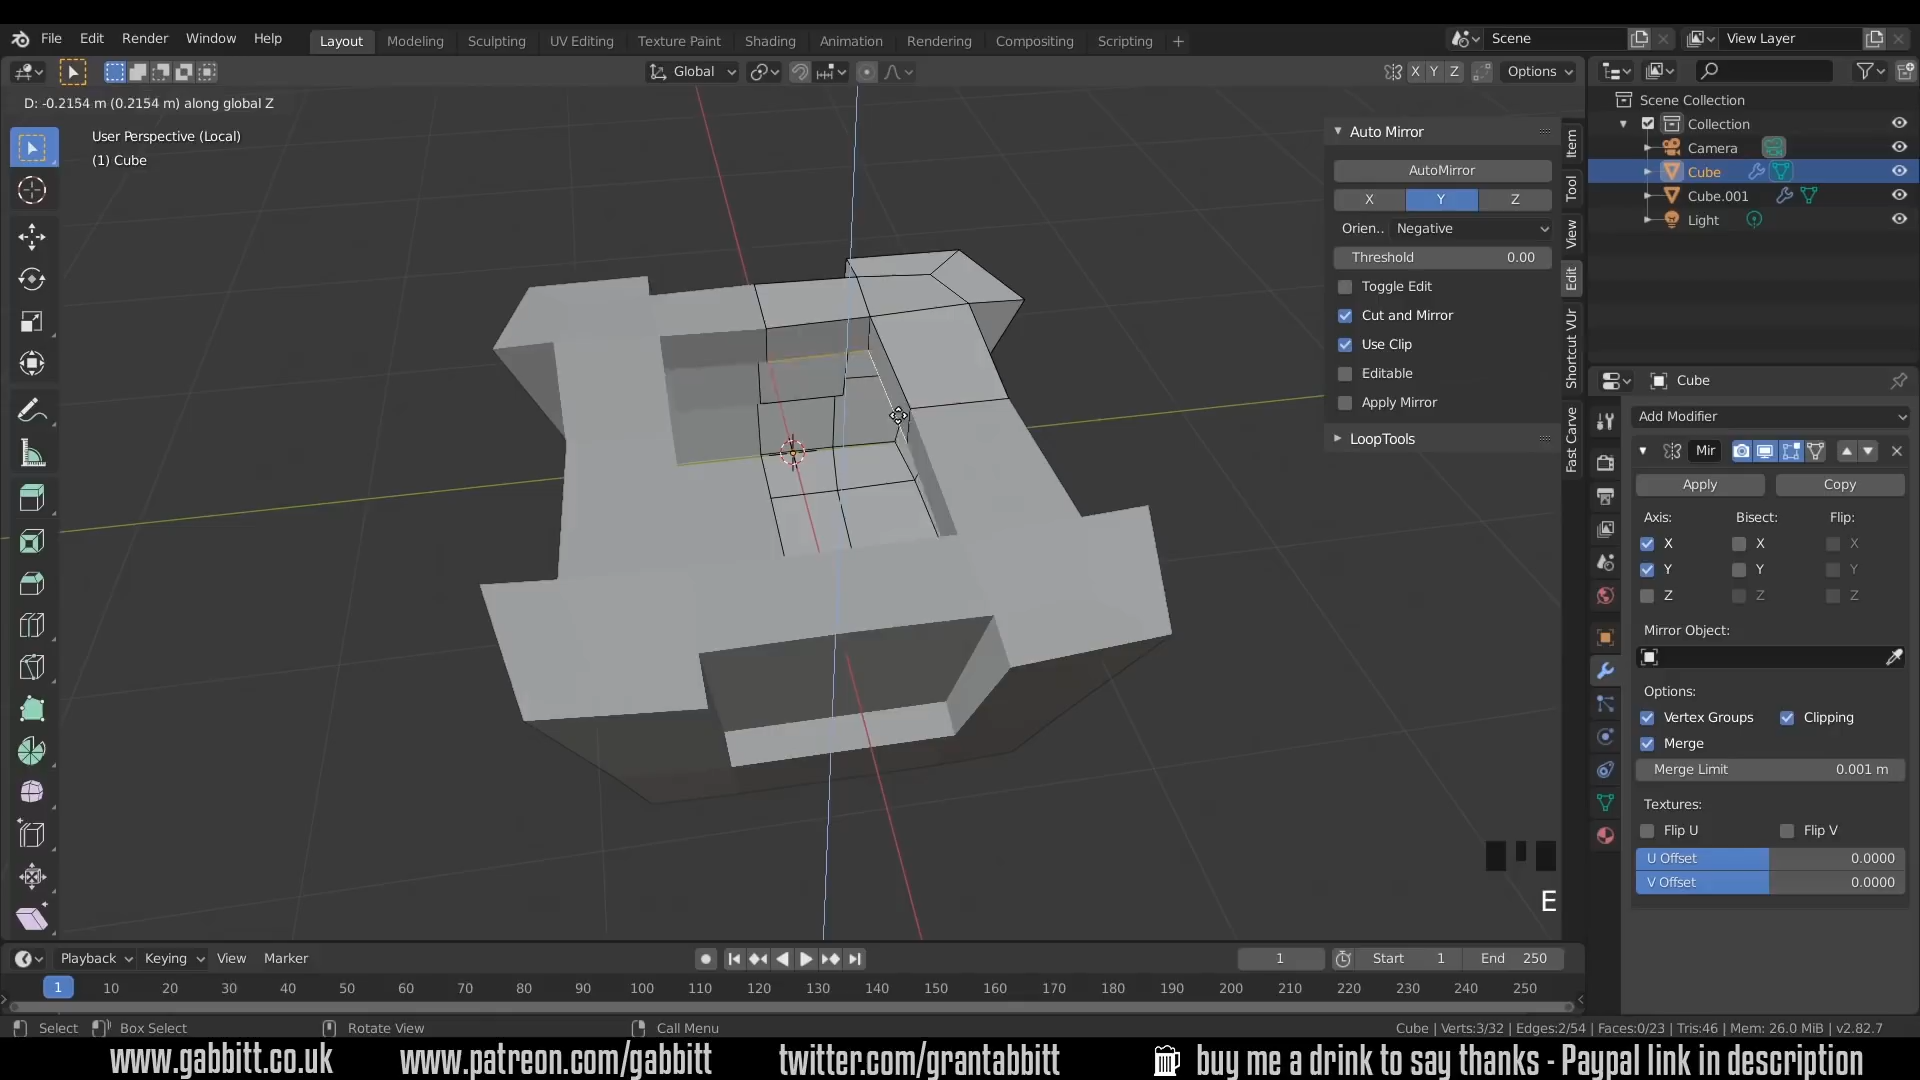 File Edit Render Window Help Layout Modeling Sculpting UV Editing Texture Paint Shading Animation Rendering Compositing Scripting Scene View Layer
Global X Y Z Options
D: -0.2154 m (0.2154 m) along global Z
User Perspective (Local)
(1) Cube
Auto Mirror
AutoMirror
X Y Z
Orien.. Negative
Threshold 0.00
Toggle Edit
Cut and Mirror
Use Clip
Editable
Apply Mirror
LoopTools
Item
Tool
View
Edit
Shortcut VUr
Fast Carve
Scene Collection
Collection
Camera
Cube
Cube.001
Light
Cube
Add Modifier
Mir
Apply Copy
Axis: Bisect: Flip:
X X X
Y Y Y
Z Z Z
Mirror Object:
Options:
Vertex Groups Clipping
Merge
Merge Limit 0.001 m
Textures:
Flip U Flip V
U Offset 0.0000
V Offset 0.0000
E
Playback Keying View Marker 1 Start 1 End 250
1 10 20 30 40 50 60 70 80 90 100 110 120 130 140 150 160 170 180 190 200 210 220 230 240 250
Select Box Select Rotate View Call Menu Cube | Verts:3/32 | Edges:2/54 | Faces:0/23 | Tris:46 | Mem: 26.0 MiB | v2.82.7
www.gabbitt.co.uk www.patreon.com/gabbitt twitter.com/grantabbitt buy me a drink to say thanks - Paypal link in description